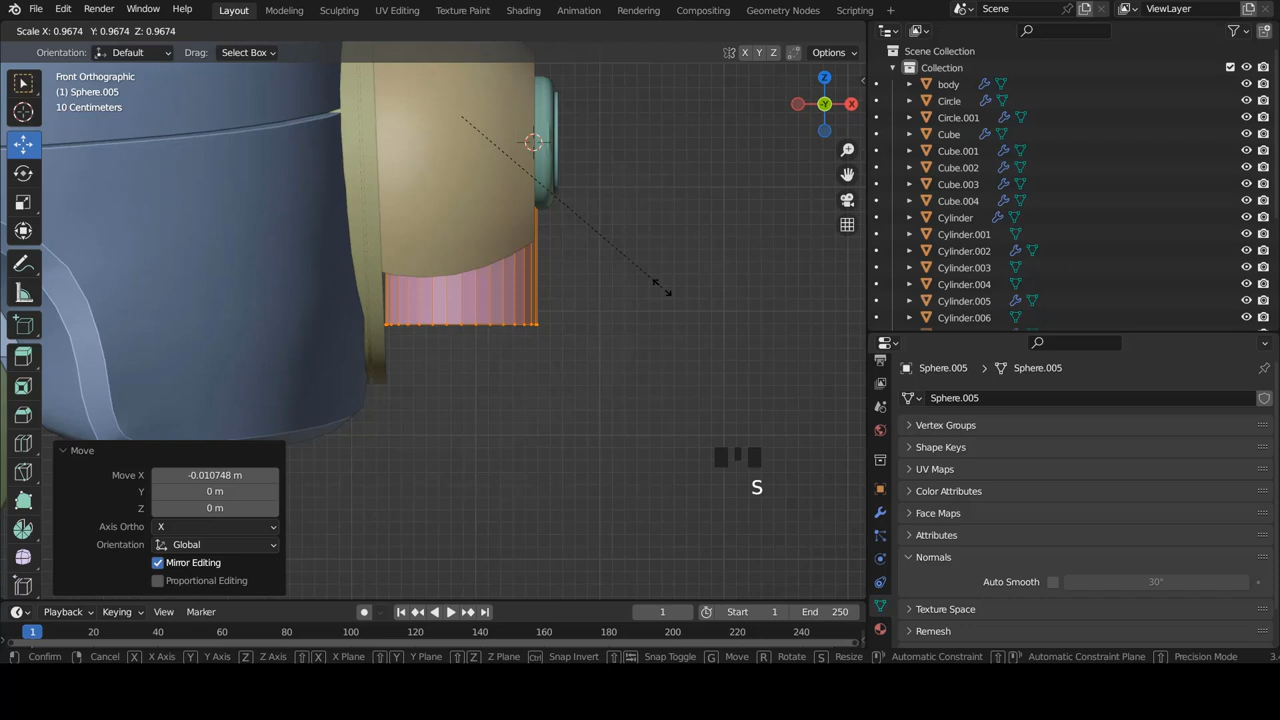 File Edit Render Window Help Layout Modeling Sculpting UV Editing Texture Paint Shading Animation Rendering Compositing Geometry Nodes Scripting Scene ViewLayer
Scale X: 0.9674 Y: 0.9674 Z: 0.9674
Orientation: Default Drag: Select Box X Y Z Options
Front Orthographic
(1) Sphere.005
10 Centimeters
Z
X
-Y
S
Move
Move X -0.010748 m
Y 0 m
Z 0 m
Axis Ortho X
Orientation Global
Mirror Editing
Proportional Editing
Scene Collection
Collection
body
Circle
Circle.001
Cube
Cube.001
Cube.002
Cube.003
Cube.004
Cylinder
Cylinder.001
Cylinder.002
Cylinder.003
Cylinder.004
Cylinder.005
Cylinder.006
Sphere.005 Sphere.005
Sphere.005
Vertex Groups
Shape Keys
UV Maps
Color Attributes
Face Maps
Attributes
Normals
Auto Smooth 30°
Texture Space
Remesh
Playback Keying View Marker 1 Start 1 End 250
1 20 40 60 80 100 120 140 160 180 200 220 240
Confirm Cancel X X Axis Y Y Axis Z Z Axis X X Plane Y Y Plane Z Z Plane Ctrl Snap Invert Snap Toggle G Move R Rotate S Resize Automatic Constraint Automatic Constraint Plane Precision Mode